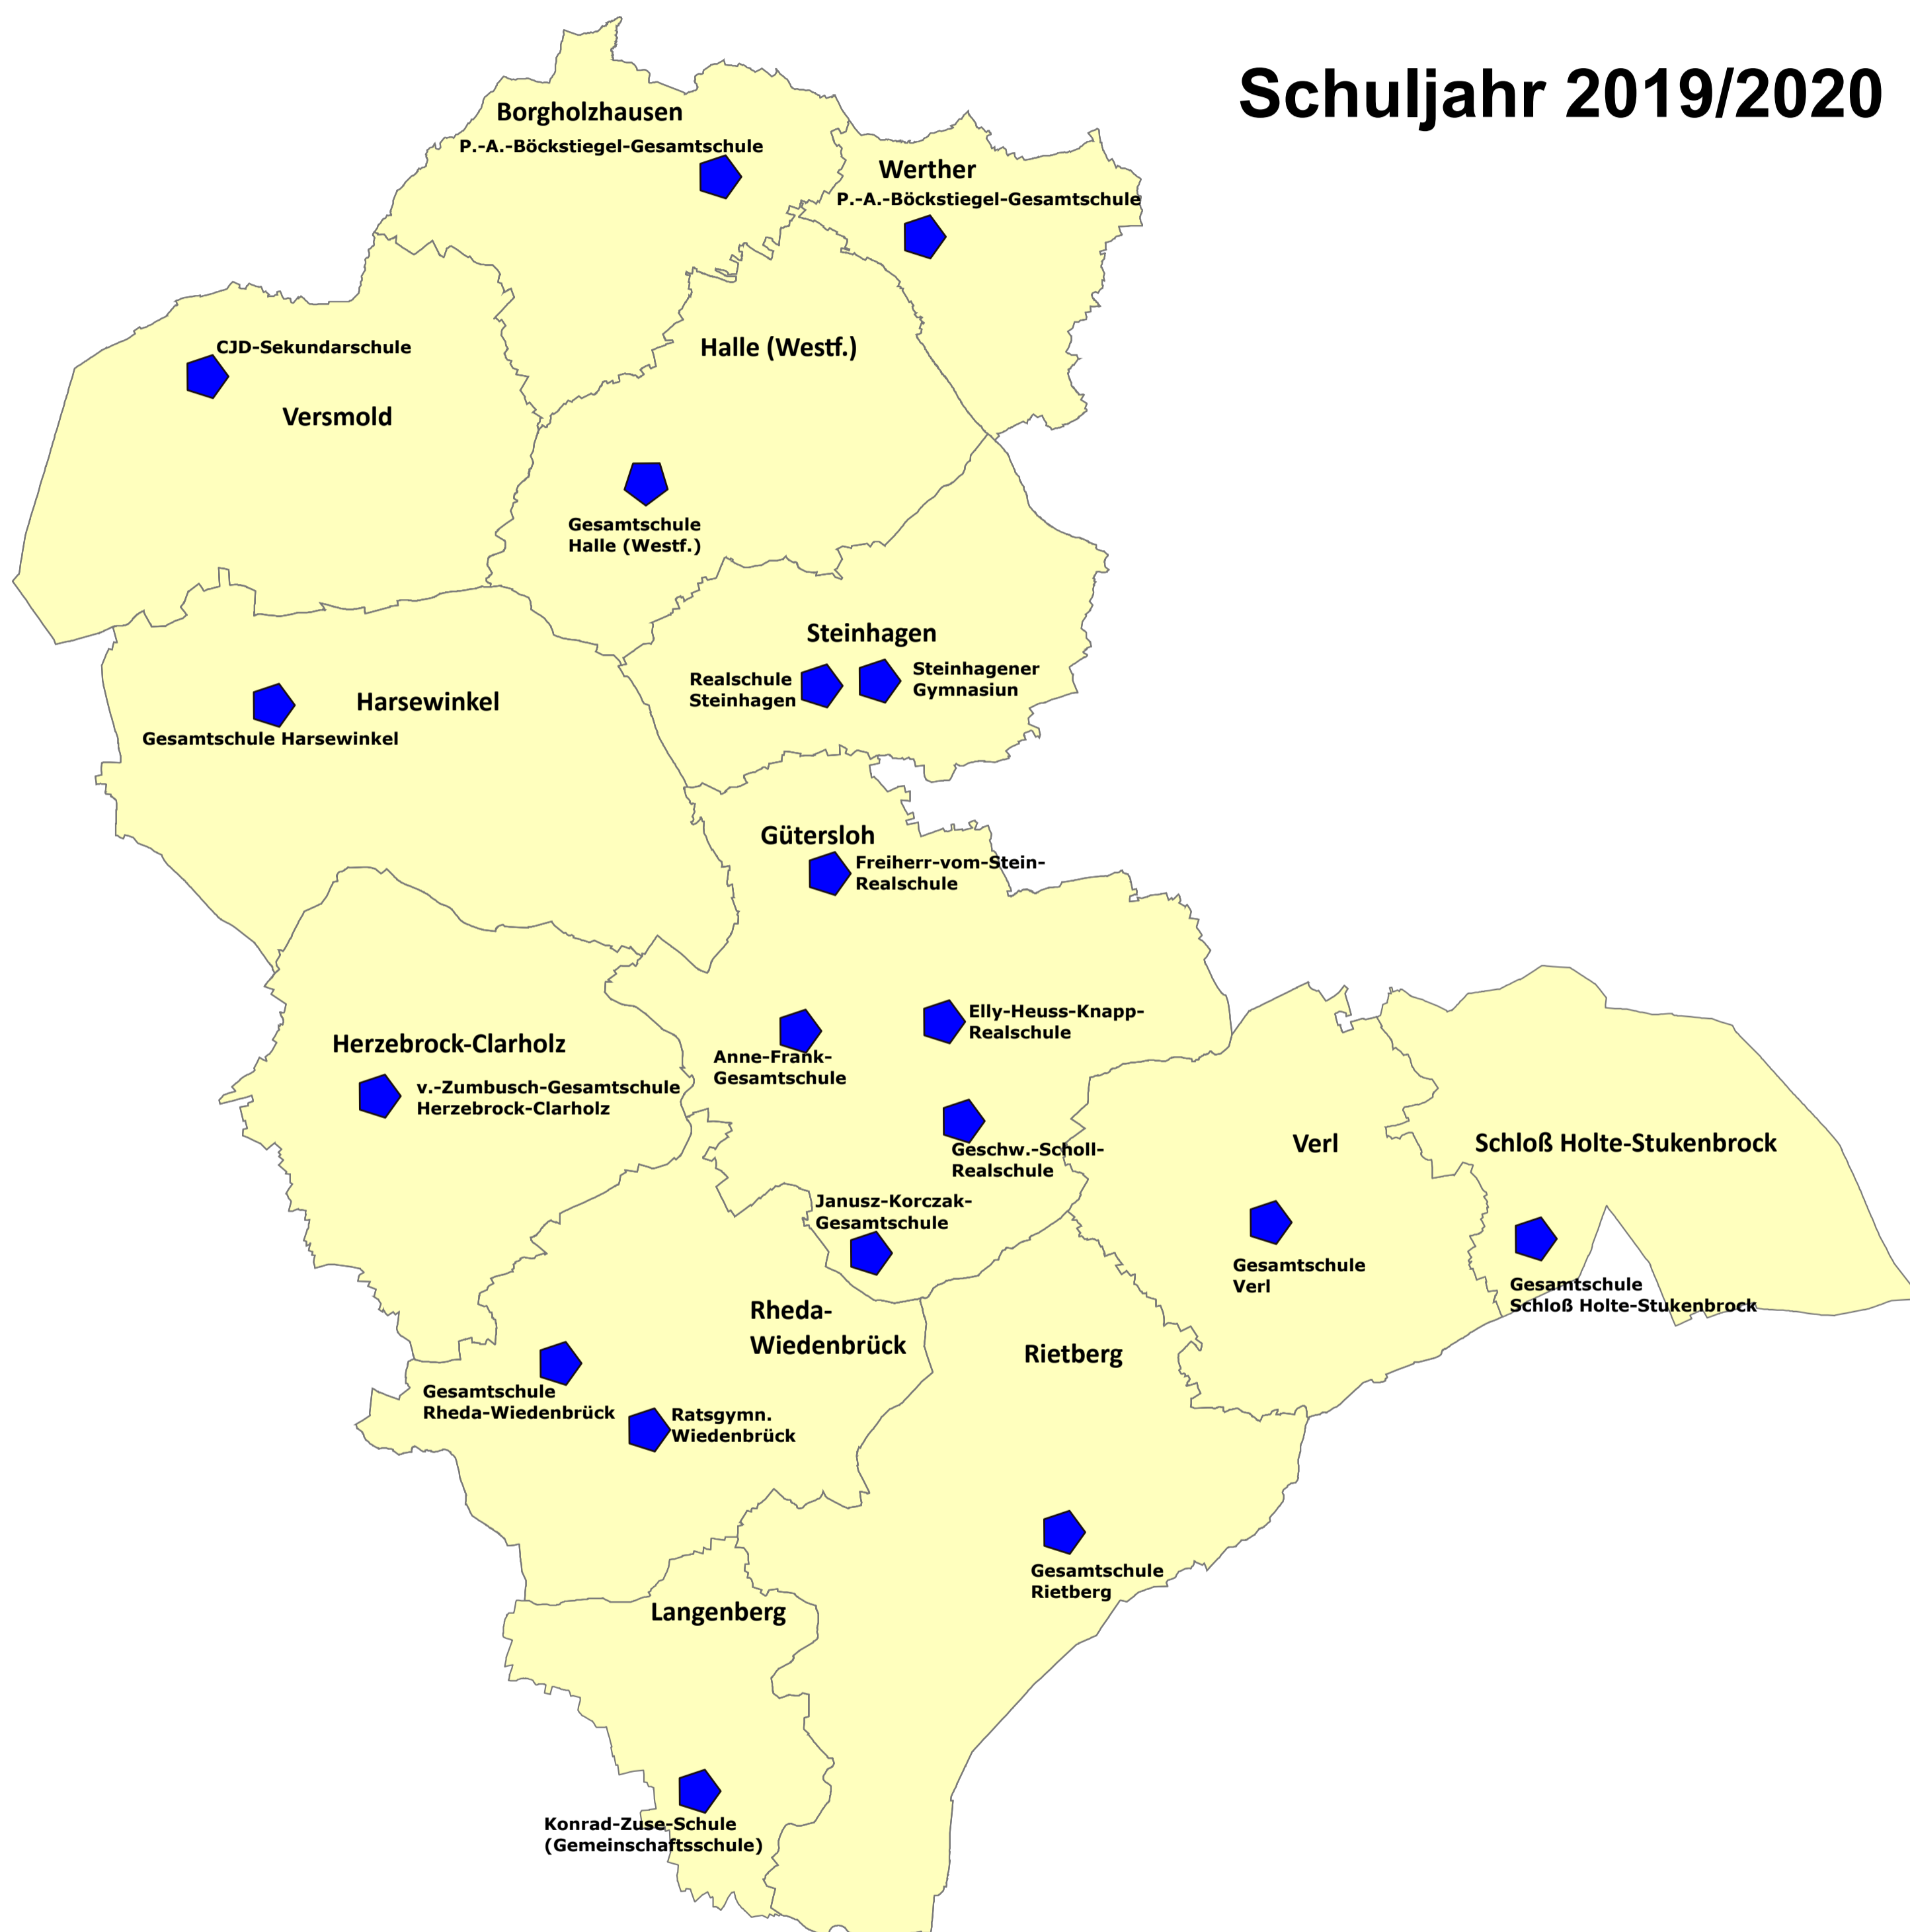 Schuljahr 2019/2020
Borgholzhausen
P.-A.-Böckstiegel-Gesamtschule
Werther
P.-A.-Böckstiegel-Gesamtschule
CJD-Sekundarschule
Versmold
Halle (Westf.)
Gesamtschule
Halle (Westf.)
Steinhagen
Realschule
Steinhagen
Steinhagener
Gymnasiun
Harsewinkel
Gesamtschule Harsewinkel
Gütersloh
Freiherr-vom-Stein-
Realschule
Elly-Heuss-Knapp-
Realschule
Anne-Frank-
Gesamtschule
Herzebrock-Clarholz
v.-Zumbusch-Gesamtschule
Herzebrock-Clarholz
Geschw.-Scholl-
Realschule
Janusz-Korczak-
Gesamtschule
Verl
Gesamtschule
Verl
Schloß Holte-Stukenbrock
Gesamtschule
Schloß Holte-Stukenbrock
Rheda-
Wiedenbrück
Gesamtschule
Rheda-Wiedenbrück
Ratsgymn.
Wiedenbrück
Rietberg
Gesamtschule
Rietberg
Langenberg
Konrad-Zuse-Schule
(Gemeinschaftsschule)